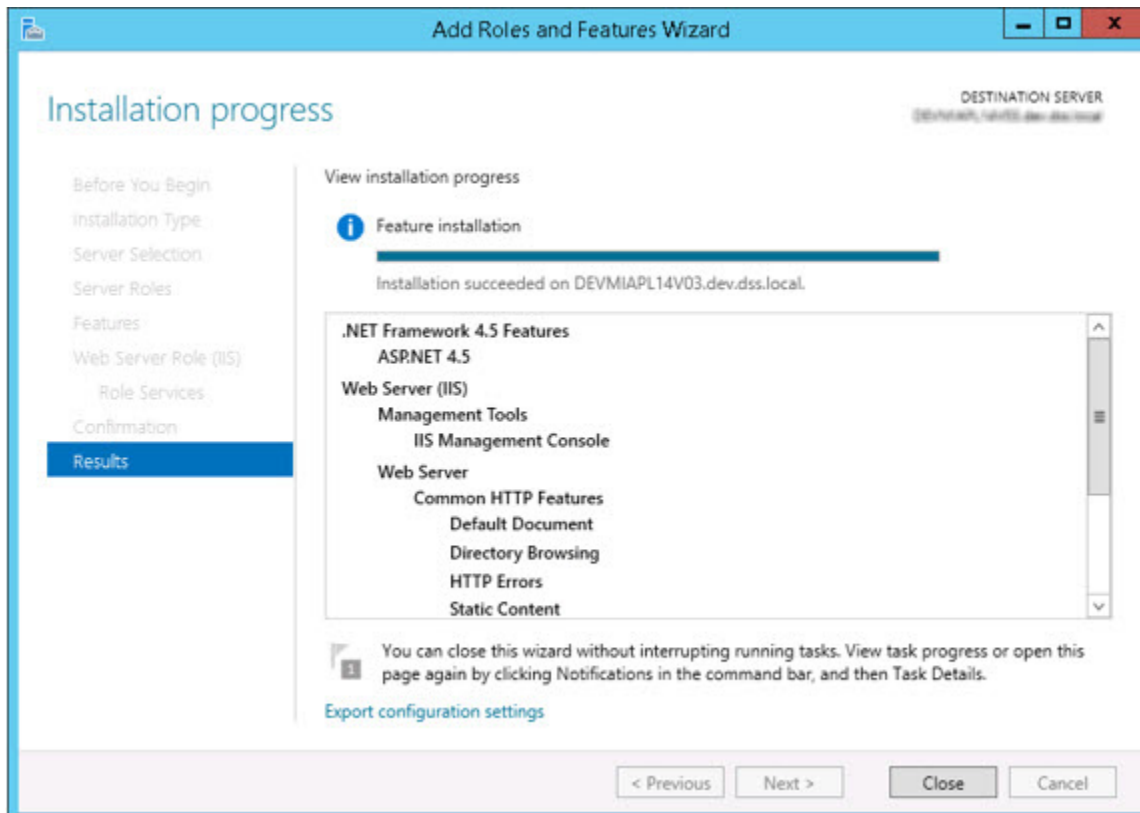 Add Roles and Features Wizard
Installation progress
DESTINATION SERVER
Before You Begin
Installation Type
Server Selection
Server Roles
Features
Web Server Role (IIS)
Role Services
Confirmation
Results
View installation progress
Feature installation
Installation succeeded on DEVMIAPL14V03.dev.dss.local.
.NET Framework 4.5 Features
ASP.NET 4.5
Web Server (IIS)
Management Tools
IIS Management Console
Web Server
Common HTTP Features
Default Document
Directory Browsing
HTTP Errors
Static Content
1
You can close this wizard without interrupting running tasks. View task progress or open this
page again by clicking Notifications in the command bar, and then Task Details.
Export configuration settings
< Previous
Next >
Close
Cancel